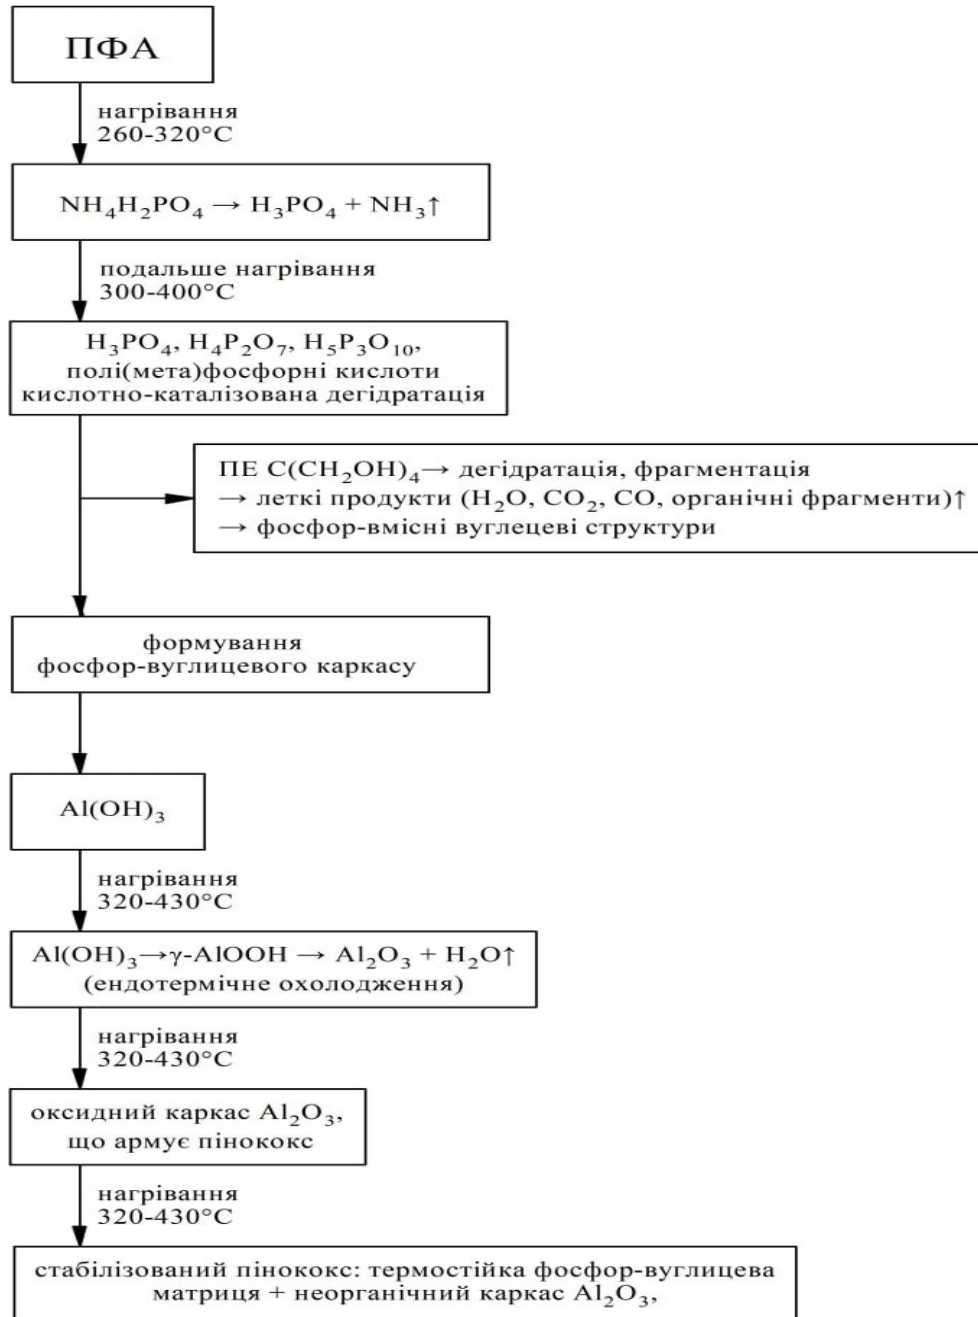 ПФА
нагрівання
260-320°C
NH₄H₂PO₄ → H₃PO₄ + NH₃↑
подальше нагрівання
300-400°C
H₃PO₄, H₄P₂O₇, H₅P₃O₁₀,
полі(мета)фосфорні кислоти
кислотно-каталізована дегідратація
ПЕ C(CH₂OH)₄→ дегідратація, фрагментація
→ леткі продукти (H₂O, CO₂, CO, органічні фрагменти)↑
→ фосфор-вмісні вуглецеві структури
формування
фосфор-вуглицевого каркасу
Al(OH)₃
нагрівання
320-430°C
Al(OH)₃→γ-AlOOH → Al₂O₃ + H₂O↑
(ендотермічне охолодження)
нагрівання
320-430°C
оксидний каркас Al₂O₃,
що армує пінококс
нагрівання
320-430°C
стабілізований пінококс: термостійка фосфор-вуглицева
матриця + неорганічний каркас Al₂O₃,